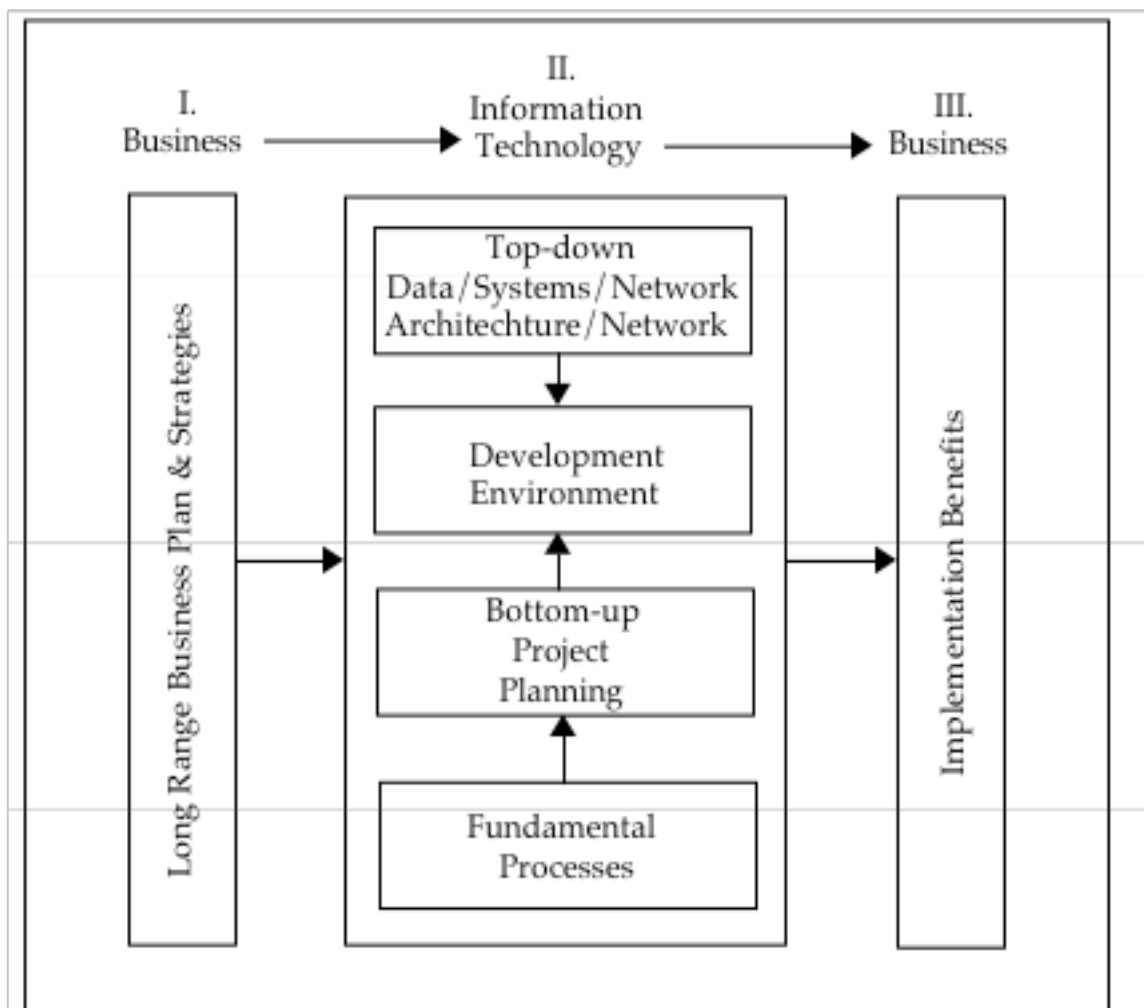 I.
Business
II.
Information
Technology
III.
Business
Long Range Business Plan & Strategies
Top-down
Data/Systems/Network
Architechture/Network
Development
Environment
Bottom-up
Project
Planning
Fundamental
Processes
Implementation Benefits